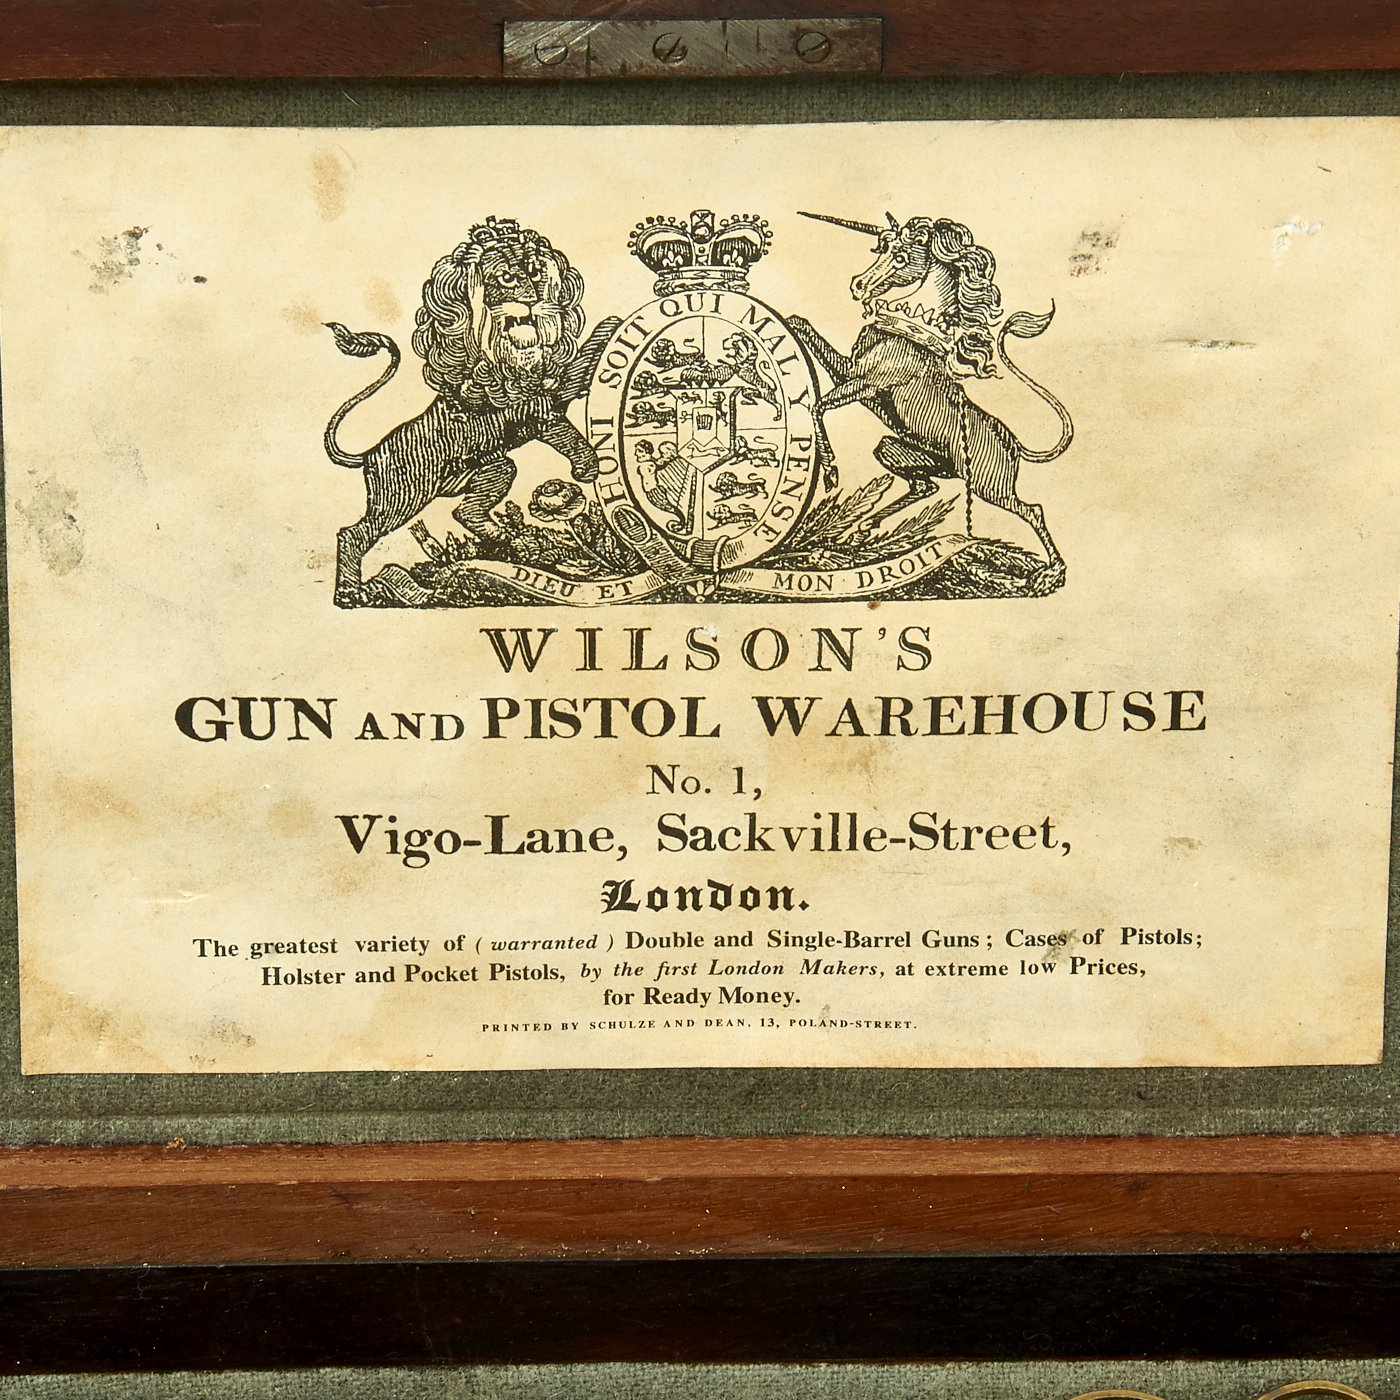 HONI SOIT QUI MAL Y PENSE
DIEU ET MON DROIT
WILSON'S
GUN AND PISTOL WAREHOUSE
No. 1,
Vigo-Lane, Sackville-Street,
London.
The greatest variety of (warranted) Double and Single-Barrel Guns; Cases of Pistols;
Holster and Pocket Pistols, by the first London Makers, at extreme low Prices,
for Ready Money.
PRINTED BY SCHULZE AND DEAN, 13, POLAND-STREET.